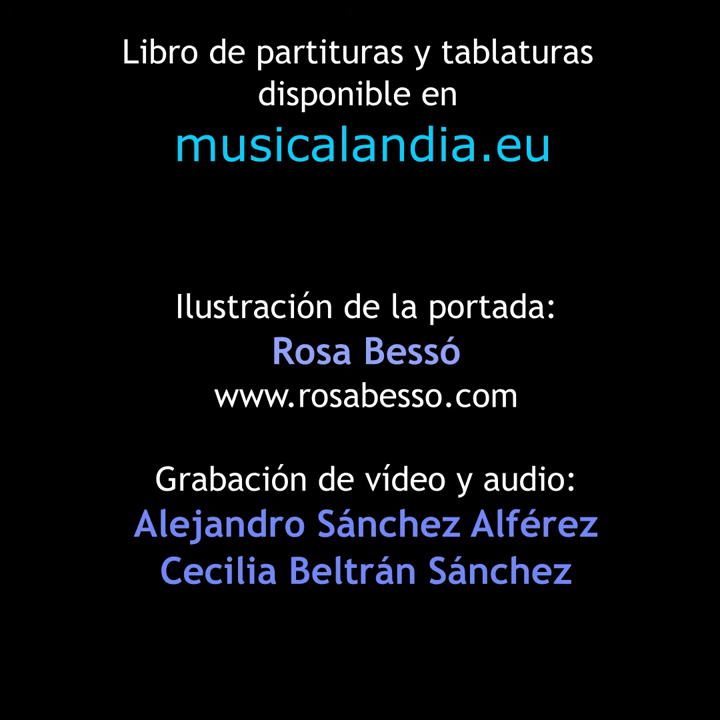 Libro de partituras y tablaturas
disponible en
musicalandia.eu
Ilustración de la portada:
Rosa Bessó
www.rosabesso.com
Grabación de vídeo y audio:
Alejandro Sánchez Alférez
Cecilia Beltrán Sánchez